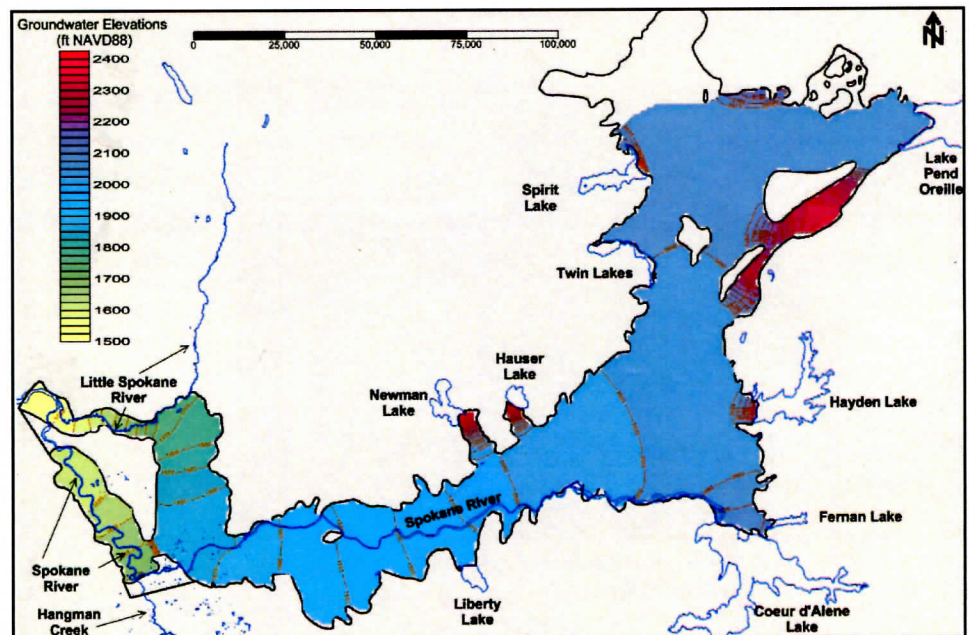 Groundwater Elevations
(ft NAVD88)
2400
2300
2200
2100
2000
1900
1800
1700
1600
1500
0 25,000 50,000 75,000 100,000
N
Lake
Pend
Oreille
Spirit
Lake
Twin Lakes
Hauser
Lake
Newman
Lake
Hayden Lake
Little Spokane
River
Spokane River
Fernan Lake
Spokane
River
Liberty
Lake
Hangman
Creek
Coeur d'Alene
Lake